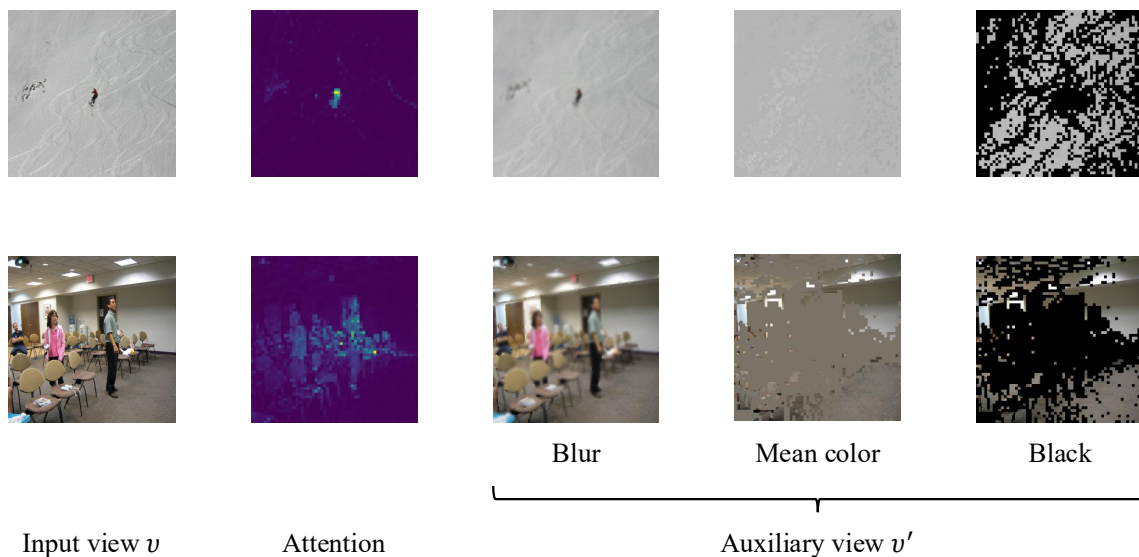 Blur Mean color Black
Input view υ Attention Auxiliary view υ′